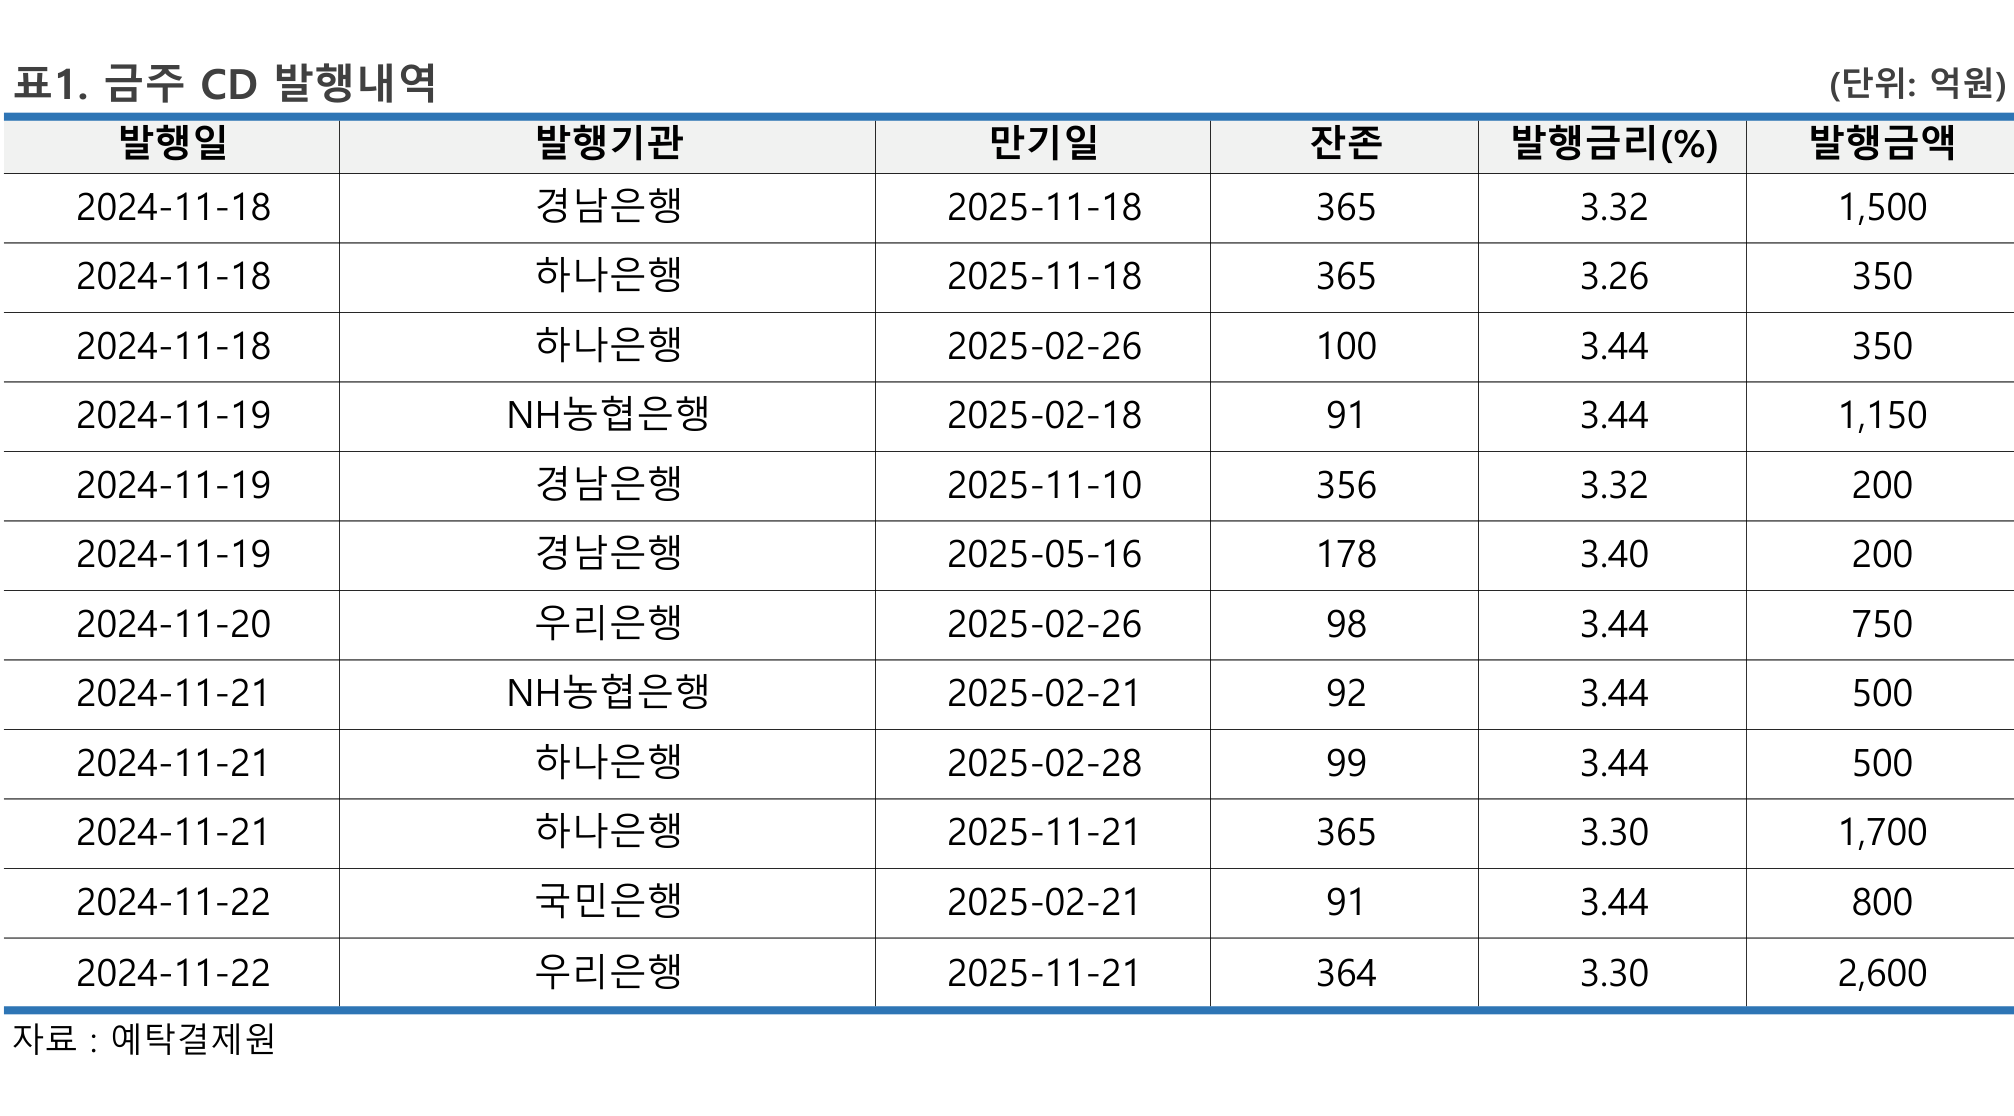 표1. 금주 CD 발행내역 (단위: 억원)
발행일 발행기관 만기일 잔존 발행금리(%) 발행금액
2024-11-18 경남은행 2025-11-18 365 3.32 1,500
2024-11-18 하나은행 2025-11-18 365 3.26 350
2024-11-18 하나은행 2025-02-26 100 3.44 350
2024-11-19 NH농협은행 2025-02-18 91 3.44 1,150
2024-11-19 경남은행 2025-11-10 356 3.32 200
2024-11-19 경남은행 2025-05-16 178 3.40 200
2024-11-20 우리은행 2025-02-26 98 3.44 750
2024-11-21 NH농협은행 2025-02-21 92 3.44 500
2024-11-21 하나은행 2025-02-28 99 3.44 500
2024-11-21 하나은행 2025-11-21 365 3.30 1,700
2024-11-22 국민은행 2025-02-21 91 3.44 800
2024-11-22 우리은행 2025-11-21 364 3.30 2,600
자료 : 예탁결제원